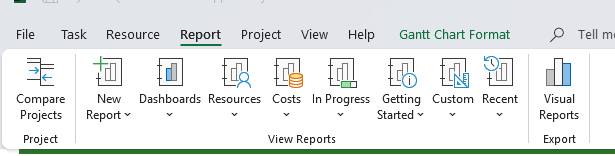 File Task Resource Report Project View Help Gantt Chart Format Tell me
Compare Projects
New Report
Dashboards
Resources
Costs
In Progress
Getting Started
Custom
Recent
Visual Reports
Project View Reports Export